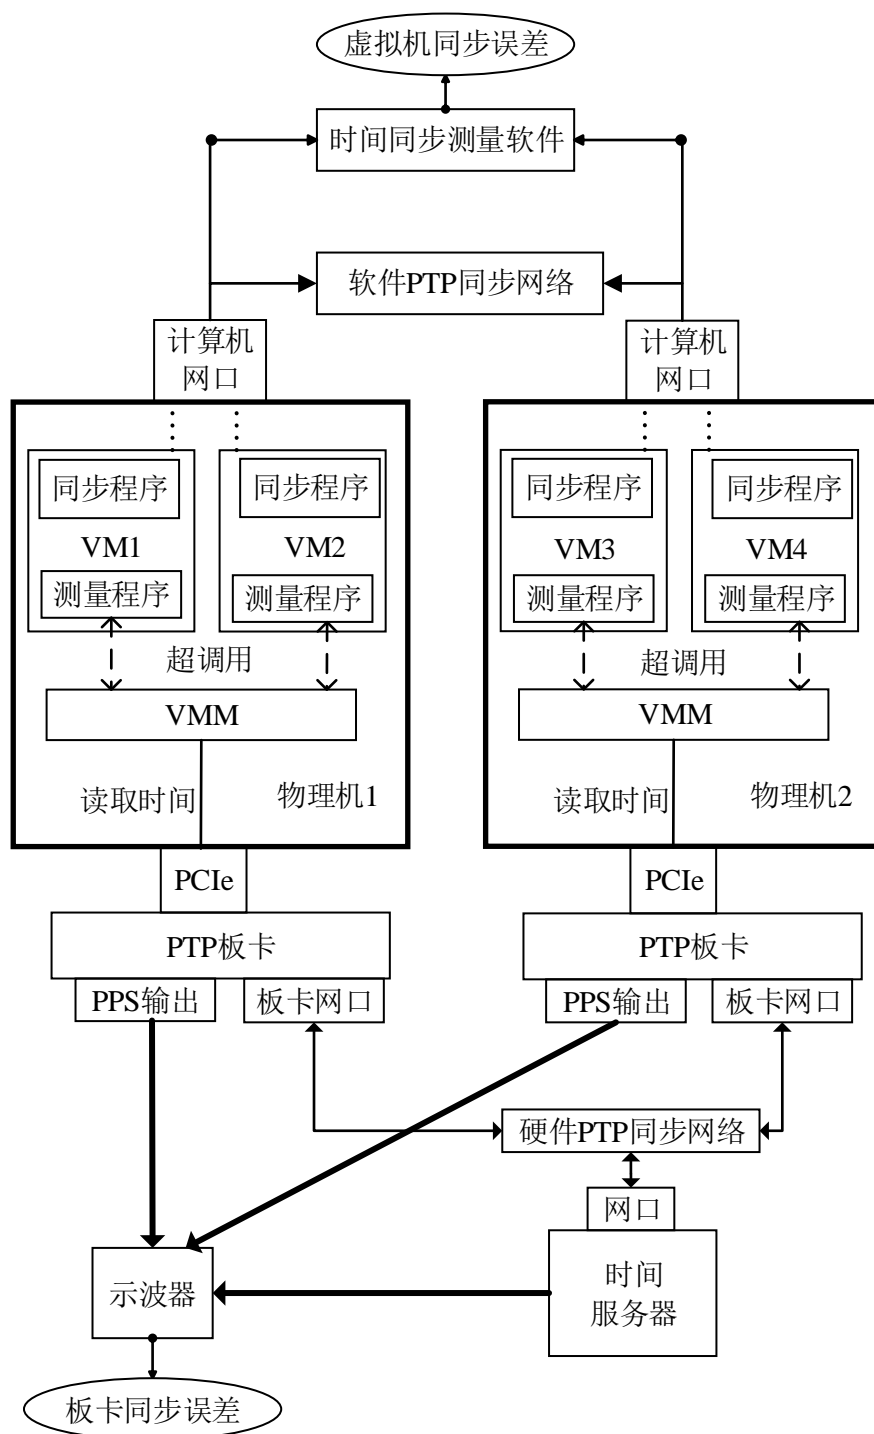 虚拟机同步误差
时间同步测量软件
软件PTP同步网络
计算机
网口
计算机
网口
同步程序
同步程序
同步程序
同步程序
VM1
VM2
VM3
VM4
测量程序
测量程序
测量程序
测量程序
超调用
超调用
VMM
VMM
读取时间
物理机1
读取时间
物理机2
PCIe
PCIe
PTP板卡
PTP板卡
PPS输出
板卡网口
PPS输出
板卡网口
硬件PTP同步网络
网口
示波器
时间
服务器
板卡同步误差